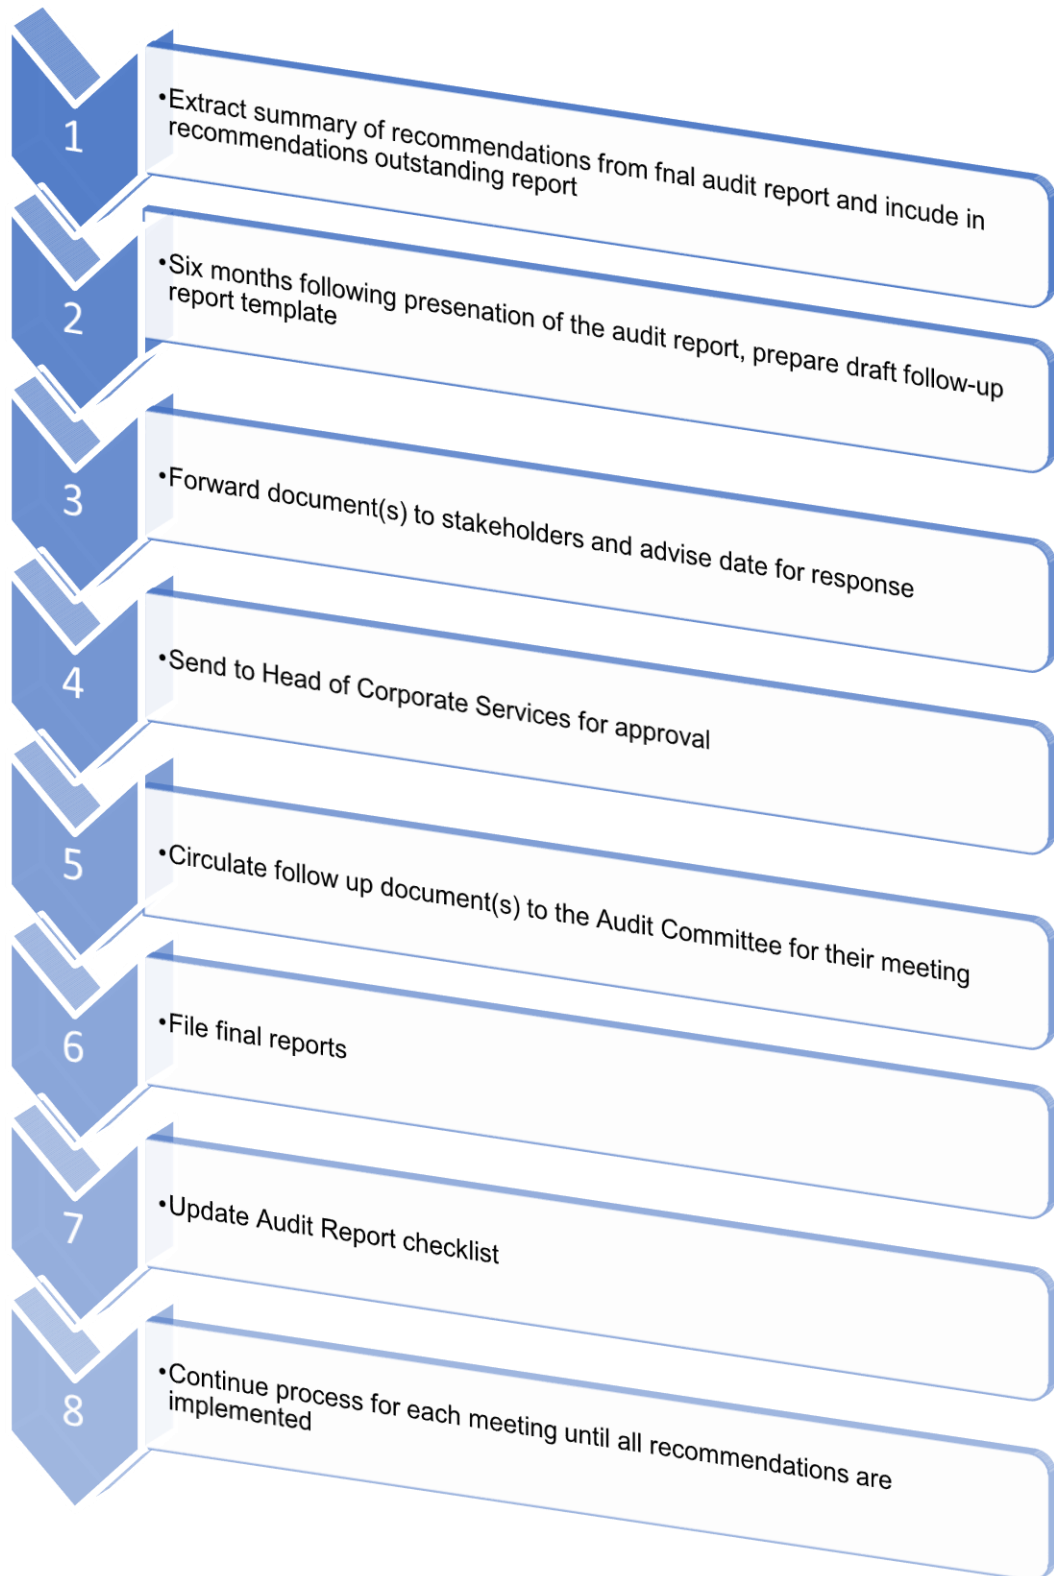 1
•Extract summary of recommendations from fnal audit report and incude in
recommendations outstanding report
2
•Six months following presenation of the audit report, prepare draft follow-up
report template
3
•Forward document(s) to stakeholders and advise date for response
4
•Send to Head of Corporate Services for approval
5
•Circulate follow up document(s) to the Audit Committee for their meeting
6
•File final reports
7
•Update Audit Report checklist
8
•Continue process for each meeting until all recommendations are
implemented